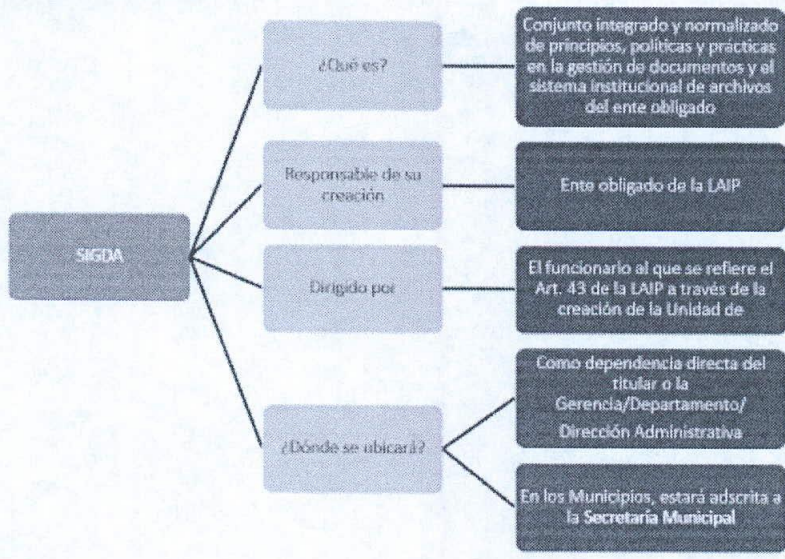 ¿Qué es?
Conjunto integrado y normalizado
de principios, políticas y prácticas
en la gestión de documentos y el
sistema institucional de archivos
del ente obligado
Responsable de su
creación
Ente obligado de la LAIP
SIGDA
Dirigido por
El funcionario al que se refiere el
Art. 43 de la LAIP a través de la
creación de la Unidad de
¿Dónde se ubicará?
Como dependencia directa del
titular o la
Gerencia/Departamento/
Dirección Administrativa
En los Municipios, estará adscrita a
la Secretaría Municipal